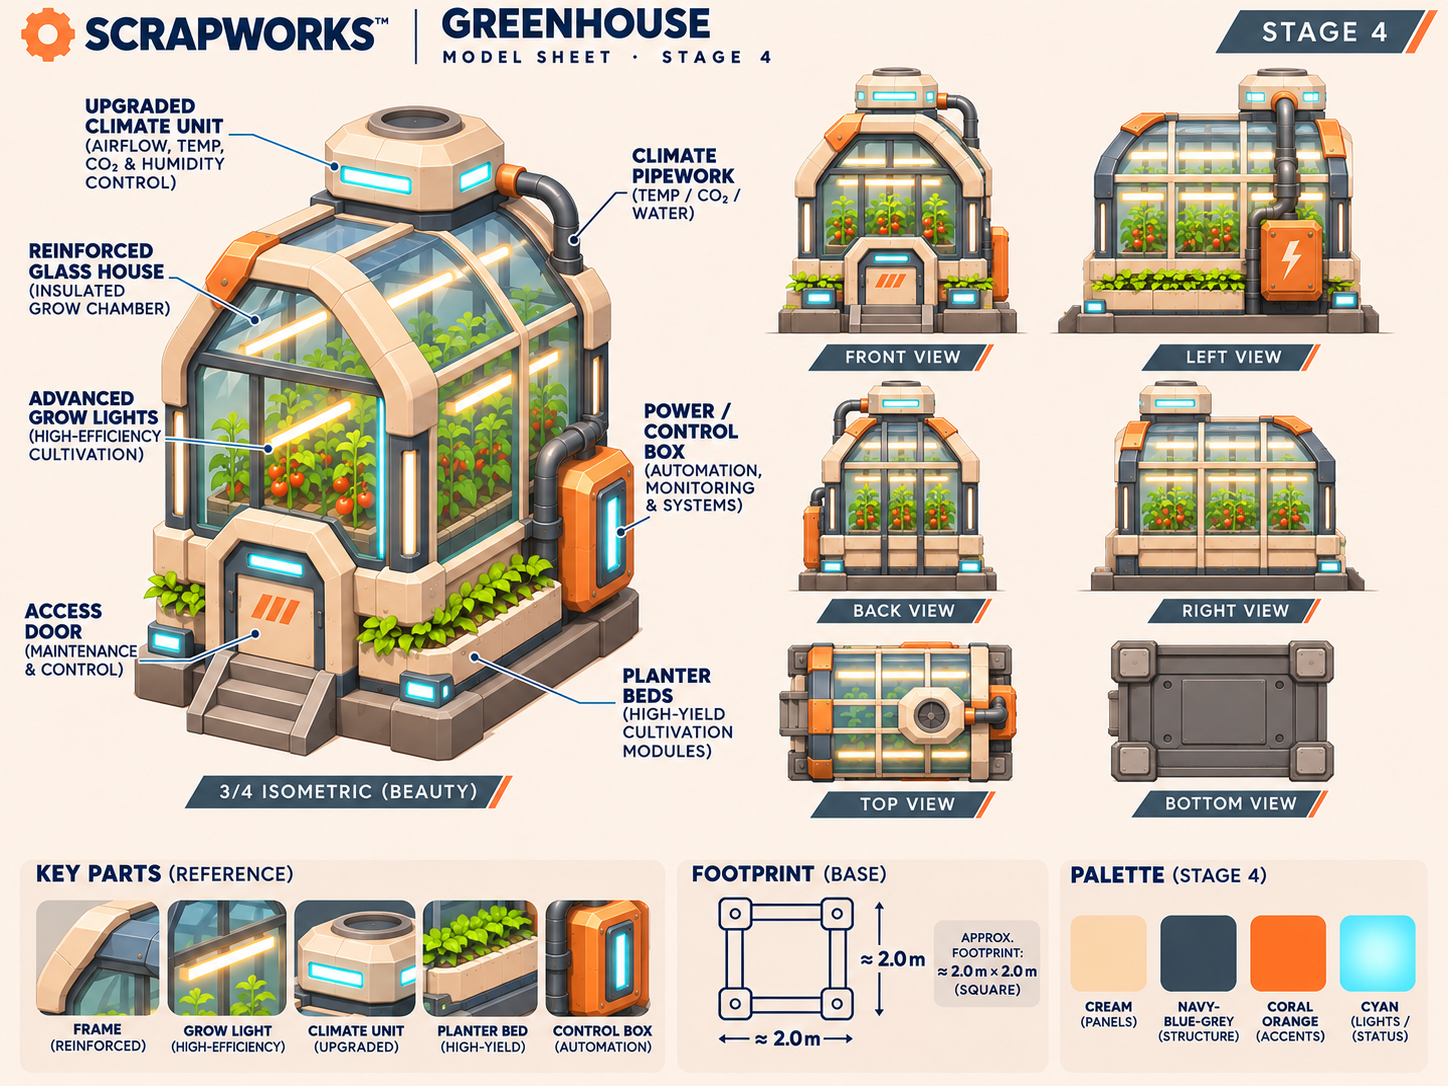 SCRAPWORKS™
GREENHOUSE
MODEL SHEET · STAGE 4
STAGE 4
UPGRADED
CLIMATE UNIT
(AIRFLOW, TEMP,
CO₂ & HUMIDITY
CONTROL)
CLIMATE
PIPEWORK
(TEMP / CO₂ /
WATER)
REINFORCED
GLASS HOUSE
(INSULATED
GROW CHAMBER)
ADVANCED
GROW LIGHTS
(HIGH-EFFICIENCY
CULTIVATION)
POWER /
CONTROL
BOX
(AUTOMATION,
MONITORING
& SYSTEMS)
ACCESS
DOOR
(MAINTENANCE
& CONTROL)
PLANTER
BEDS
(HIGH-YIELD
CULTIVATION
MODULES)
3/4 ISOMETRIC (BEAUTY)
FRONT VIEW
LEFT VIEW
BACK VIEW
RIGHT VIEW
TOP VIEW
BOTTOM VIEW
KEY PARTS (REFERENCE)
FRAME
(REINFORCED)
GROW LIGHT
(HIGH-EFFICIENCY)
CLIMATE UNIT
(UPGRADED)
PLANTER BED
(HIGH-YIELD)
CONTROL BOX
(AUTOMATION)
FOOTPRINT (BASE)
≈ 2.0 m
≈ 2.0 m
APPROX.
FOOTPRINT:
≈ 2.0 m × 2.0 m
(SQUARE)
PALETTE (STAGE 4)
CREAM
(PANELS)
NAVY-
BLUE-GREY
(STRUCTURE)
CORAL
ORANGE
(ACCENTS)
CYAN
(LIGHTS /
STATUS)